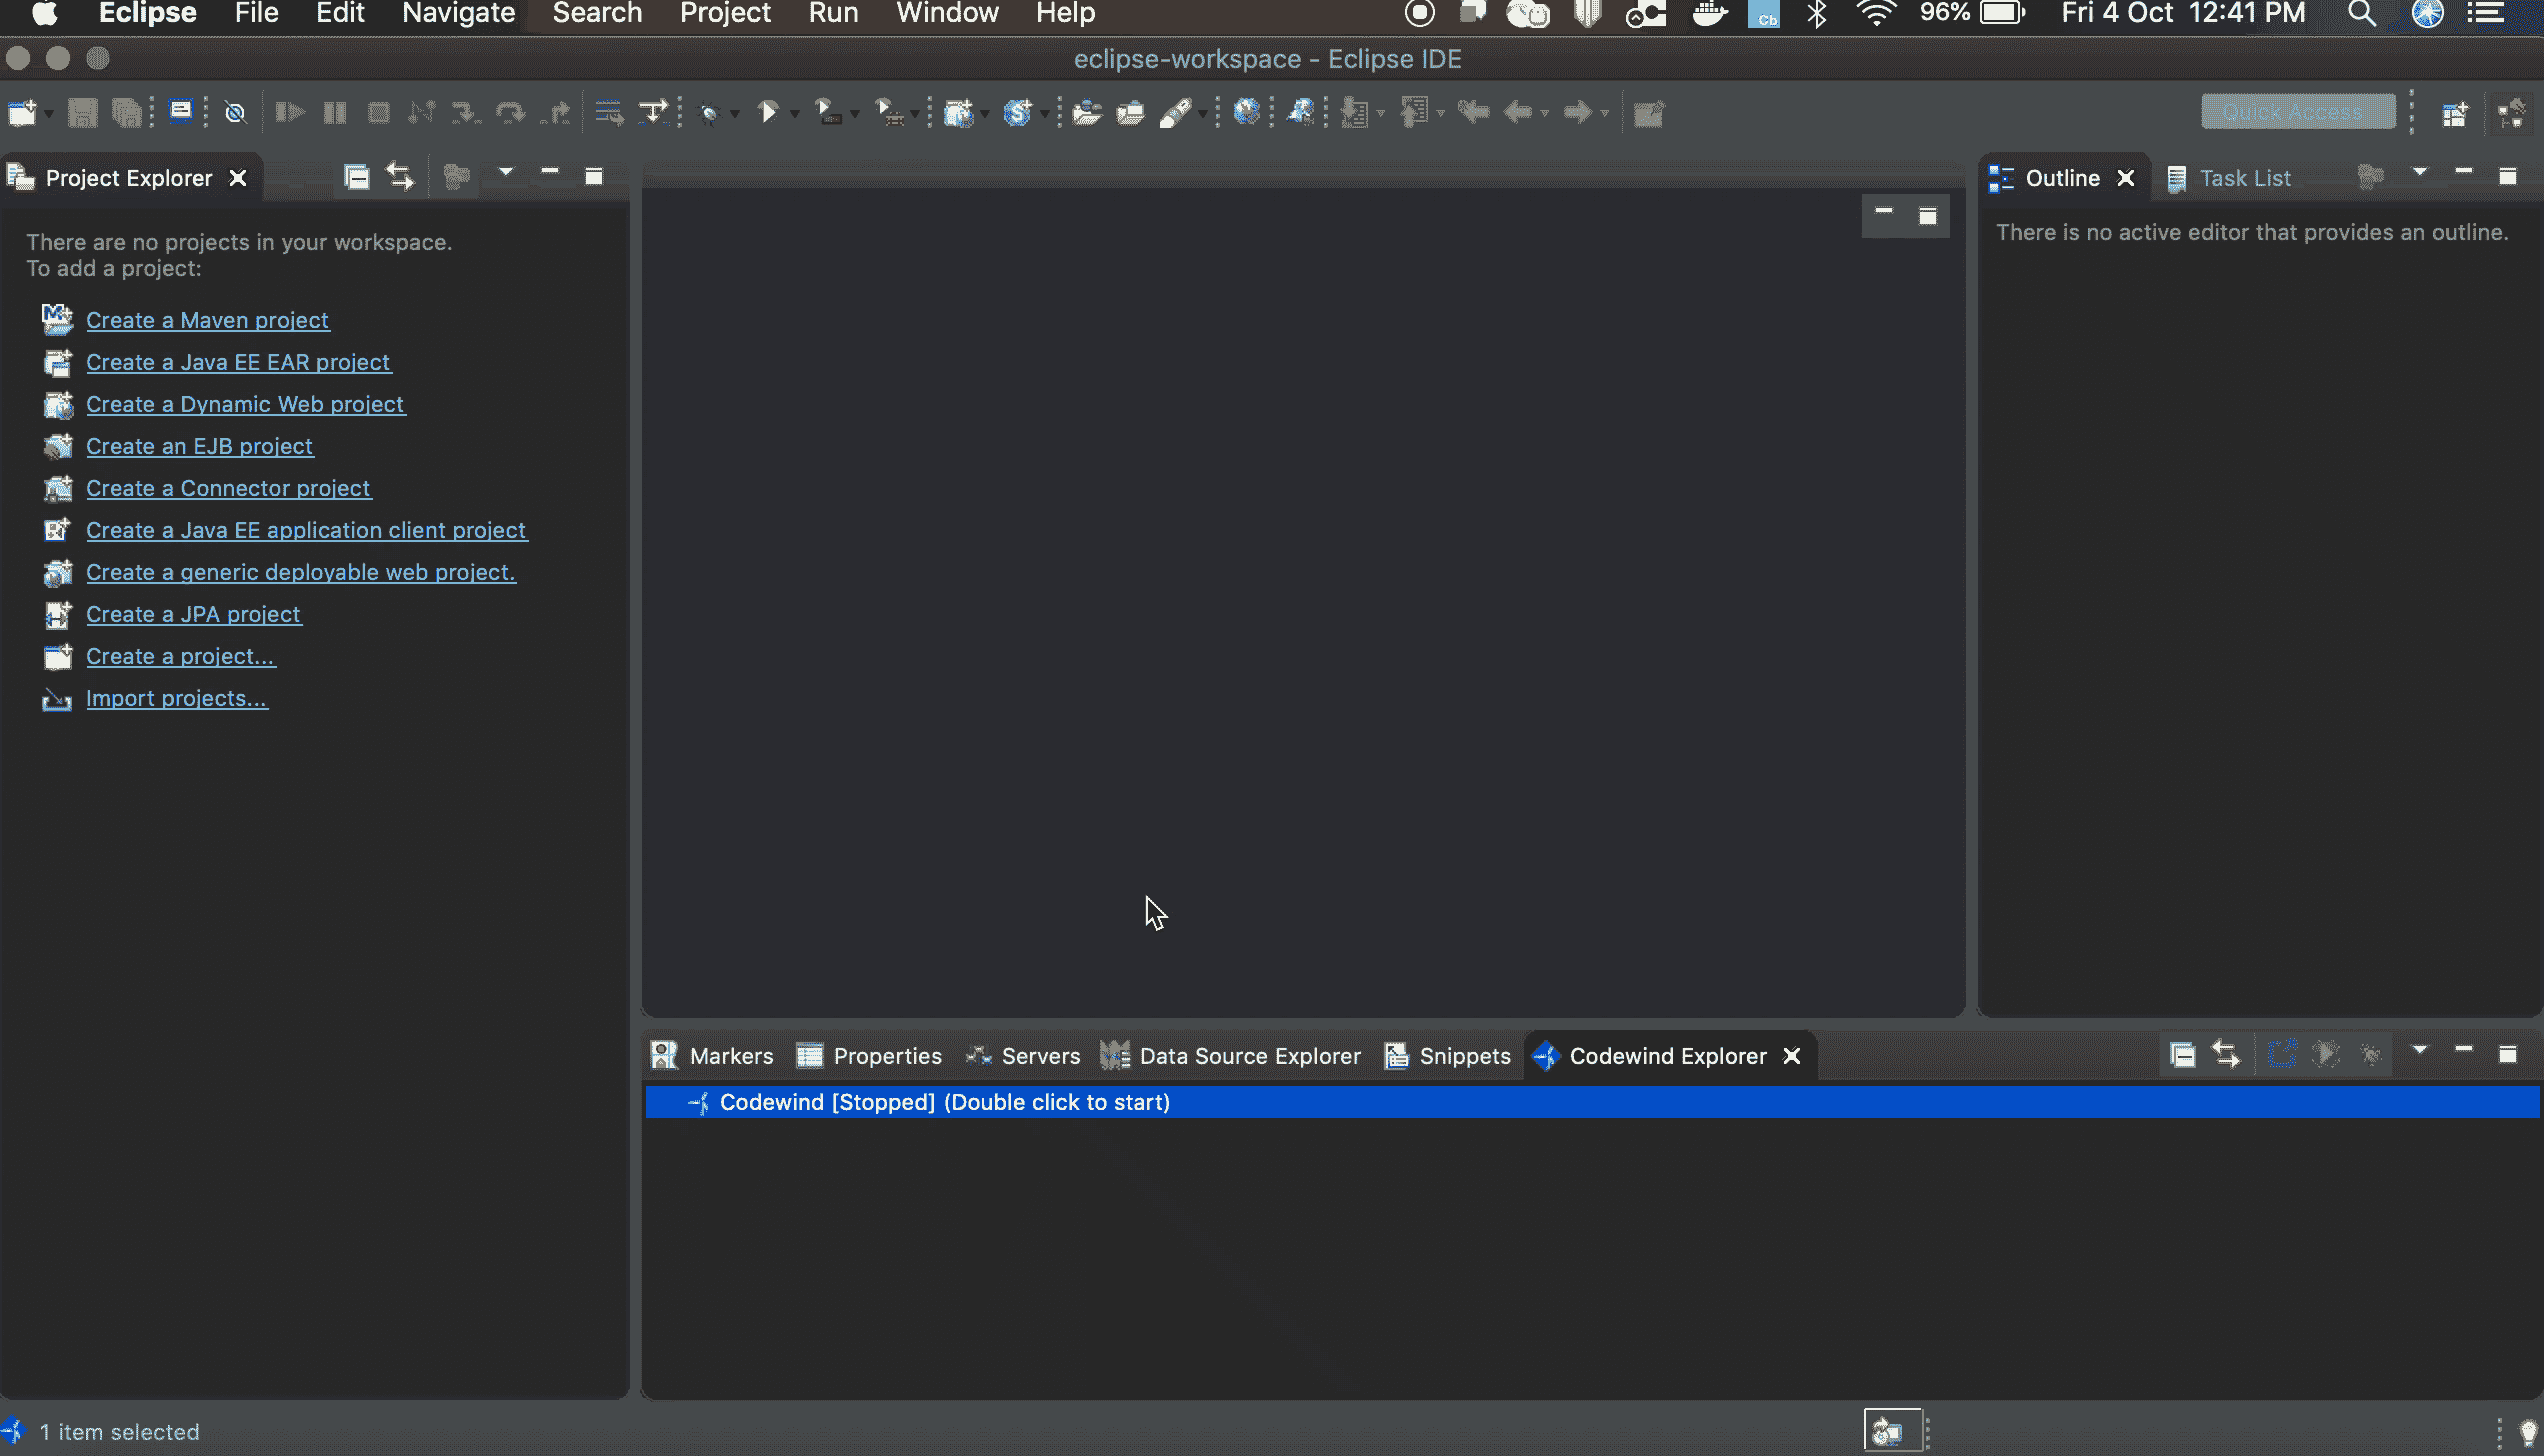 Eclipse File Edit Navigate Search Project Run Window Help Cb 96% Fri 4 Oct 12:41 PM
eclipse-workspace - Eclipse IDE
Quick Access
Project Explorer
Outline Task List
There are no projects in your workspace.
To add a project:
Create a Maven project
Create a Java EE EAR project
Create a Dynamic Web project
Create an EJB project
Create a Connector project
Create a Java EE application client project
Create a generic deployable web project.
Create a JPA project
Create a project...
Import projects...
There is no active editor that provides an outline.
Markers Properties Servers Data Source Explorer Snippets Codewind Explorer
Codewind [Stopped] (Double click to start)
1 item selected